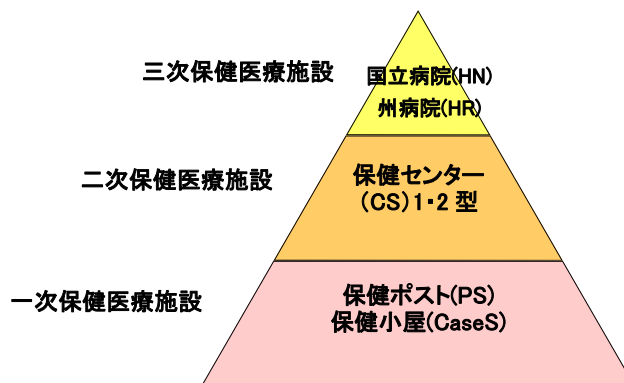 三次保健医療施設
国立病院(HN)
州病院(HR)
二次保健医療施設
保健センター
(CS)1・2 型
一次保健医療施設
保健ポスト(PS)
保健小屋(CaseS)